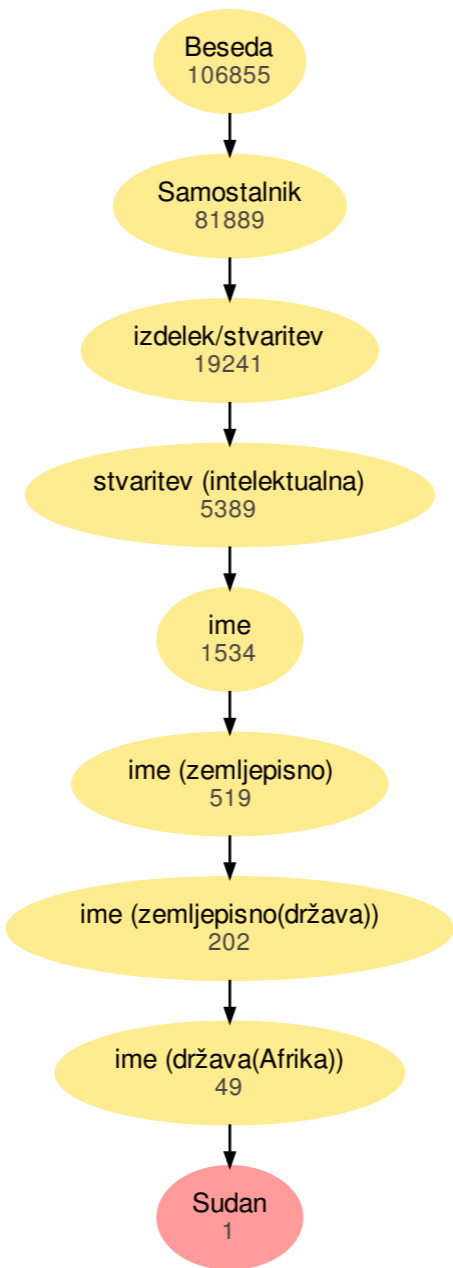 Beseda
106855
Samostalnik
81889
izdelek/stvaritev
19241
stvaritev (intelektualna)
5389
ime
1534
ime (zemljepisno)
519
ime (zemljepisno(država))
202
ime (država(Afrika))
49
Sudan
1